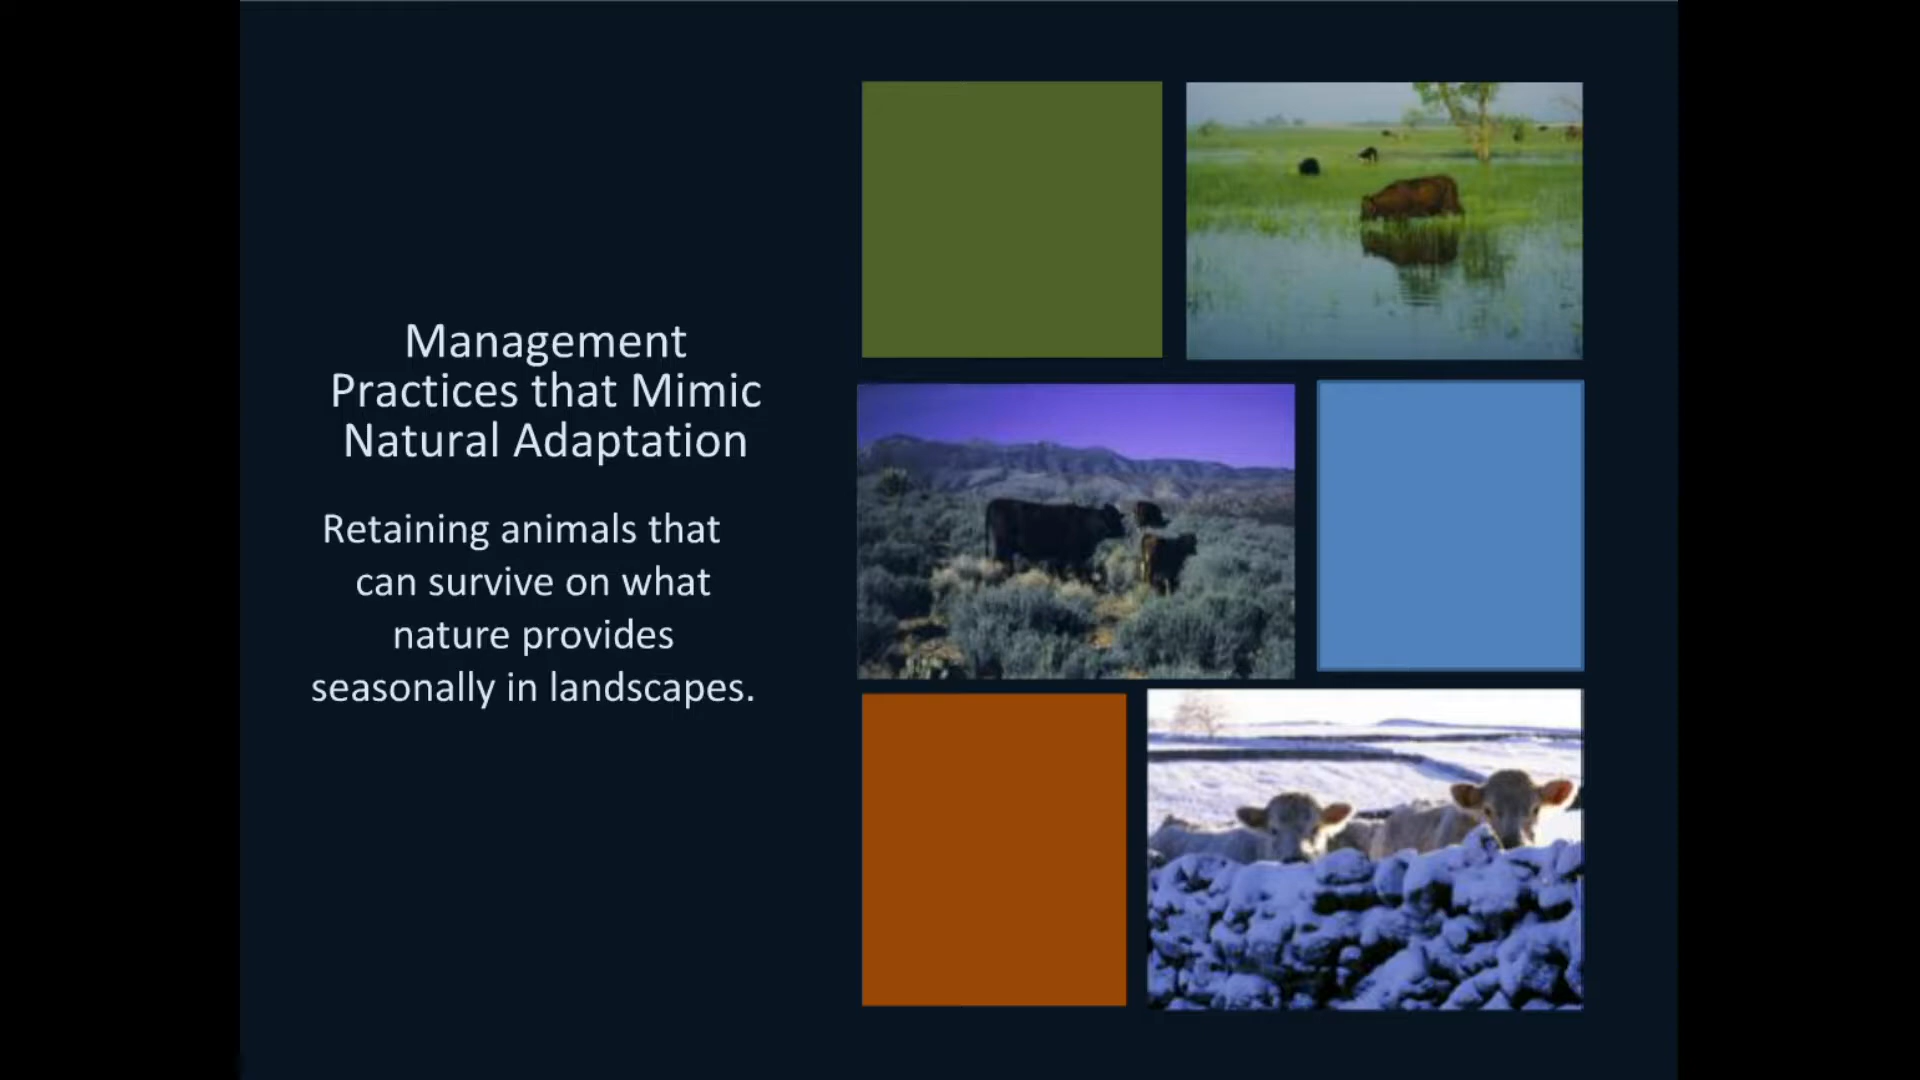 Management
Practices that Mimic
Natural Adaptation
Retaining animals that
can survive on what
nature provides
seasonally in landscapes.